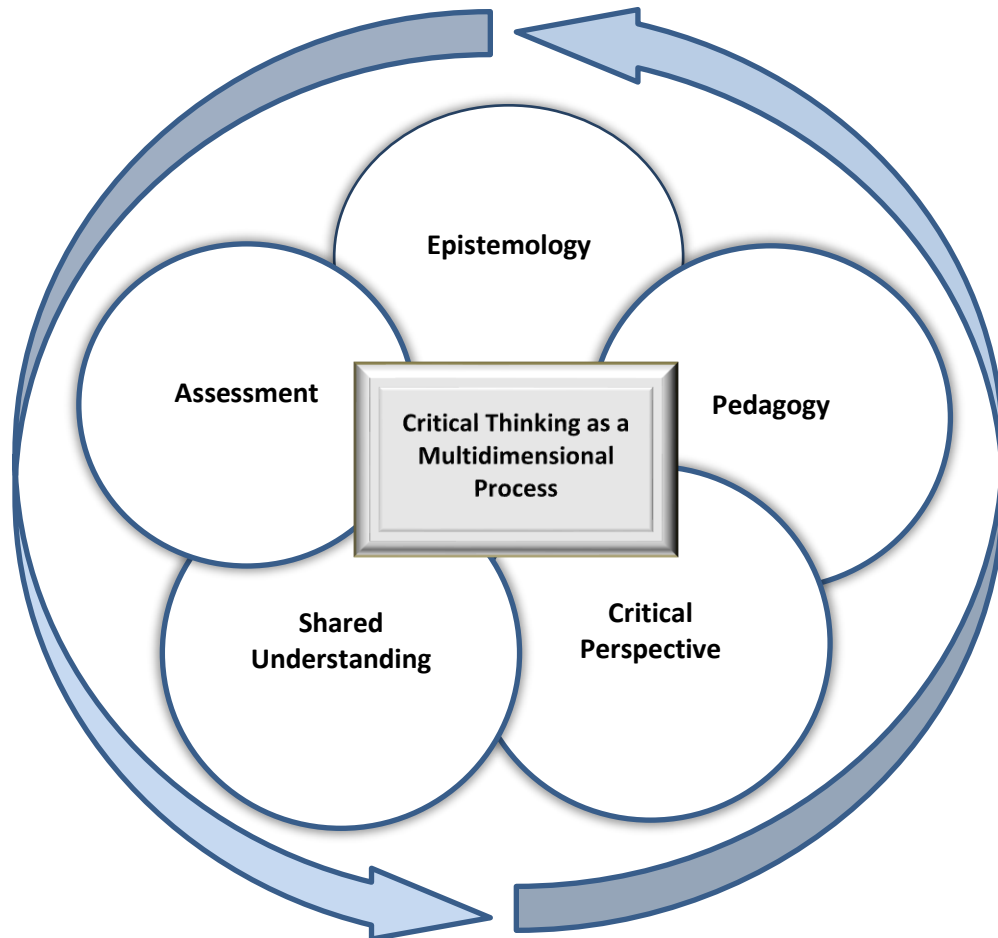 Epistemology
Assessment
Pedagogy
Critical Thinking as a
Multidimensional
Process
Shared
Understanding
Critical
Perspective